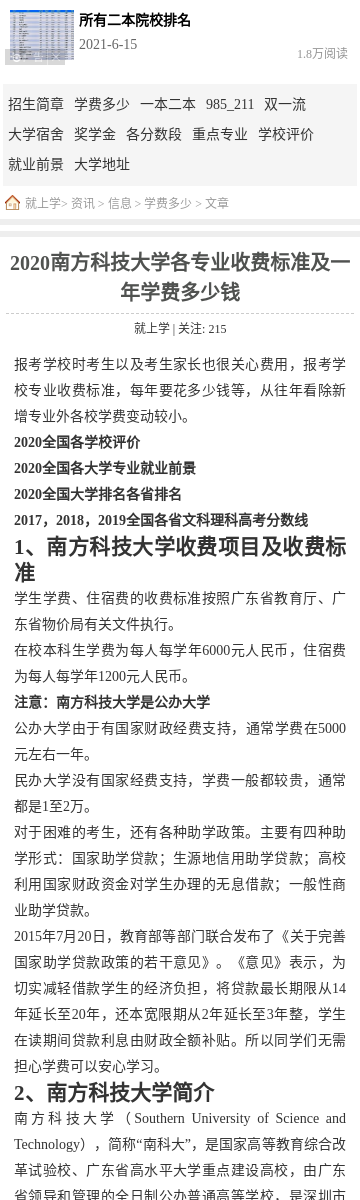 所有二本院校排名
2021-6-15
1.8万阅读
招生简章 学费多少 一本二本 985_211 双一流
大学宿舍 奖学金 各分数段 重点专业 学校评价
就业前景 大学地址
就上学> 资讯 > 信息 > 学费多少 > 文章
2020南方科技大学各专业收费标准及一
年学费多少钱
就上学 | 关注: 215
报考学校时考生以及考生家长也很关心费用，报考学
校专业收费标准，每年要花多少钱等，从往年看除新
增专业外各校学费变动较小。
2020全国各学校评价
2020全国各大学专业就业前景
2020全国大学排名各省排名
2017，2018，2019全国各省文科理科高考分数线
1、南方科技大学收费项目及收费标
准
学生学费、住宿费的收费标准按照广东省教育厅、广
东省物价局有关文件执行。
在校本科生学费为每人每学年6000元人民币，住宿费
为每人每学年1200元人民币。
注意：南方科技大学是公办大学
公办大学由于有国家财政经费支持，通常学费在5000
元左右一年。
民办大学没有国家经费支持，学费一般都较贵，通常
都是1至2万。
对于困难的考生，还有各种助学政策。主要有四种助
学形式：国家助学贷款；生源地信用助学贷款；高校
利用国家财政资金对学生办理的无息借款；一般性商
业助学贷款。
2015年7月20日，教育部等部门联合发布了《关于完善
国家助学贷款政策的若干意见》。《意见》表示，为
切实减轻借款学生的经济负担，将贷款最长期限从14
年延长至20年，还本宽限期从2年延长至3年整，学生
在读期间贷款利息由财政全额补贴。所以同学们无需
担心学费可以安心学习。
2、南方科技大学简介
南方科技大学（Southern University of Science and
Technology），简称“南科大”，是国家高等教育综合改
革试验校、广东省高水平大学重点建设高校，由广东
省领导和管理的全日制公办普通高等学校，是深圳市